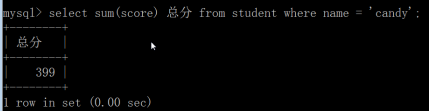 mysql> select sum(score) 总分 from student where name = 'candy';
+--------+
| 总分   |
+--------+
|    399 |
+--------+
1 row in set (0.00 sec)